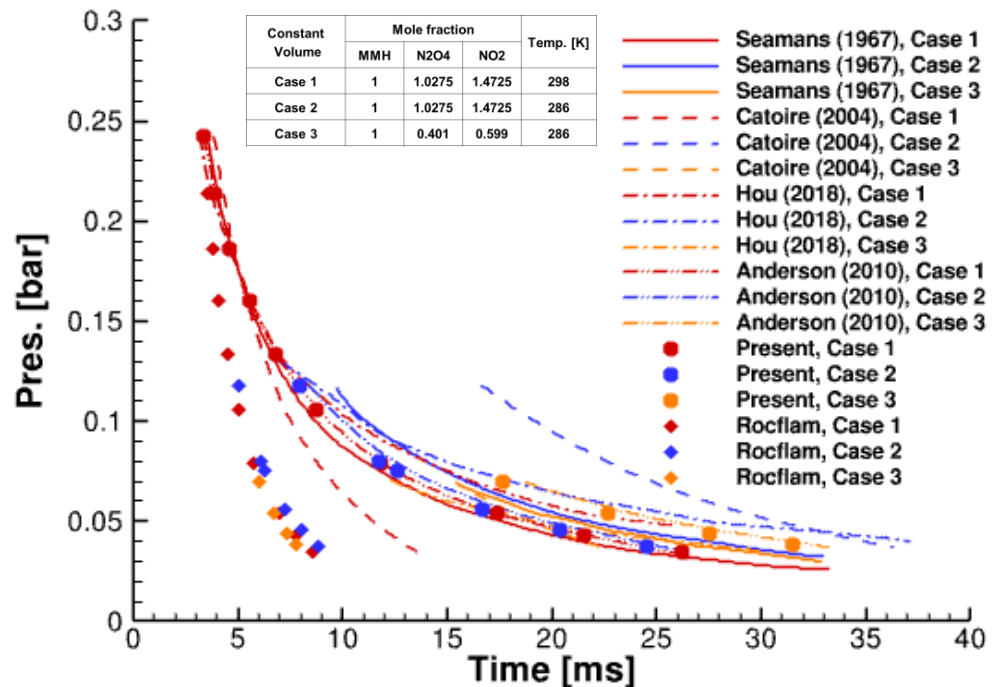 Constant Volume
Mole fraction
Temp. [K]
MMH N2O4 NO2
Case 1 1 1.0275 1.4725 298
Case 2 1 1.0275 1.4725 286
Case 3 1 0.401 0.599 286
Seamans (1967), Case 1
Seamans (1967), Case 2
Seamans (1967), Case 3
Catoire (2004), Case 1
Catoire (2004), Case 2
Catoire (2004), Case 3
Hou (2018), Case 1
Hou (2018), Case 2
Hou (2018), Case 3
Anderson (2010), Case 1
Anderson (2010), Case 2
Anderson (2010), Case 3
Present, Case 1
Present, Case 2
Present, Case 3
Rocflam, Case 1
Rocflam, Case 2
Rocflam, Case 3
Pres. [bar]
0.3
0.25
0.2
0.15
0.1
0.05
0
0 5 10 15 20 25 30 35 40
Time [ms]